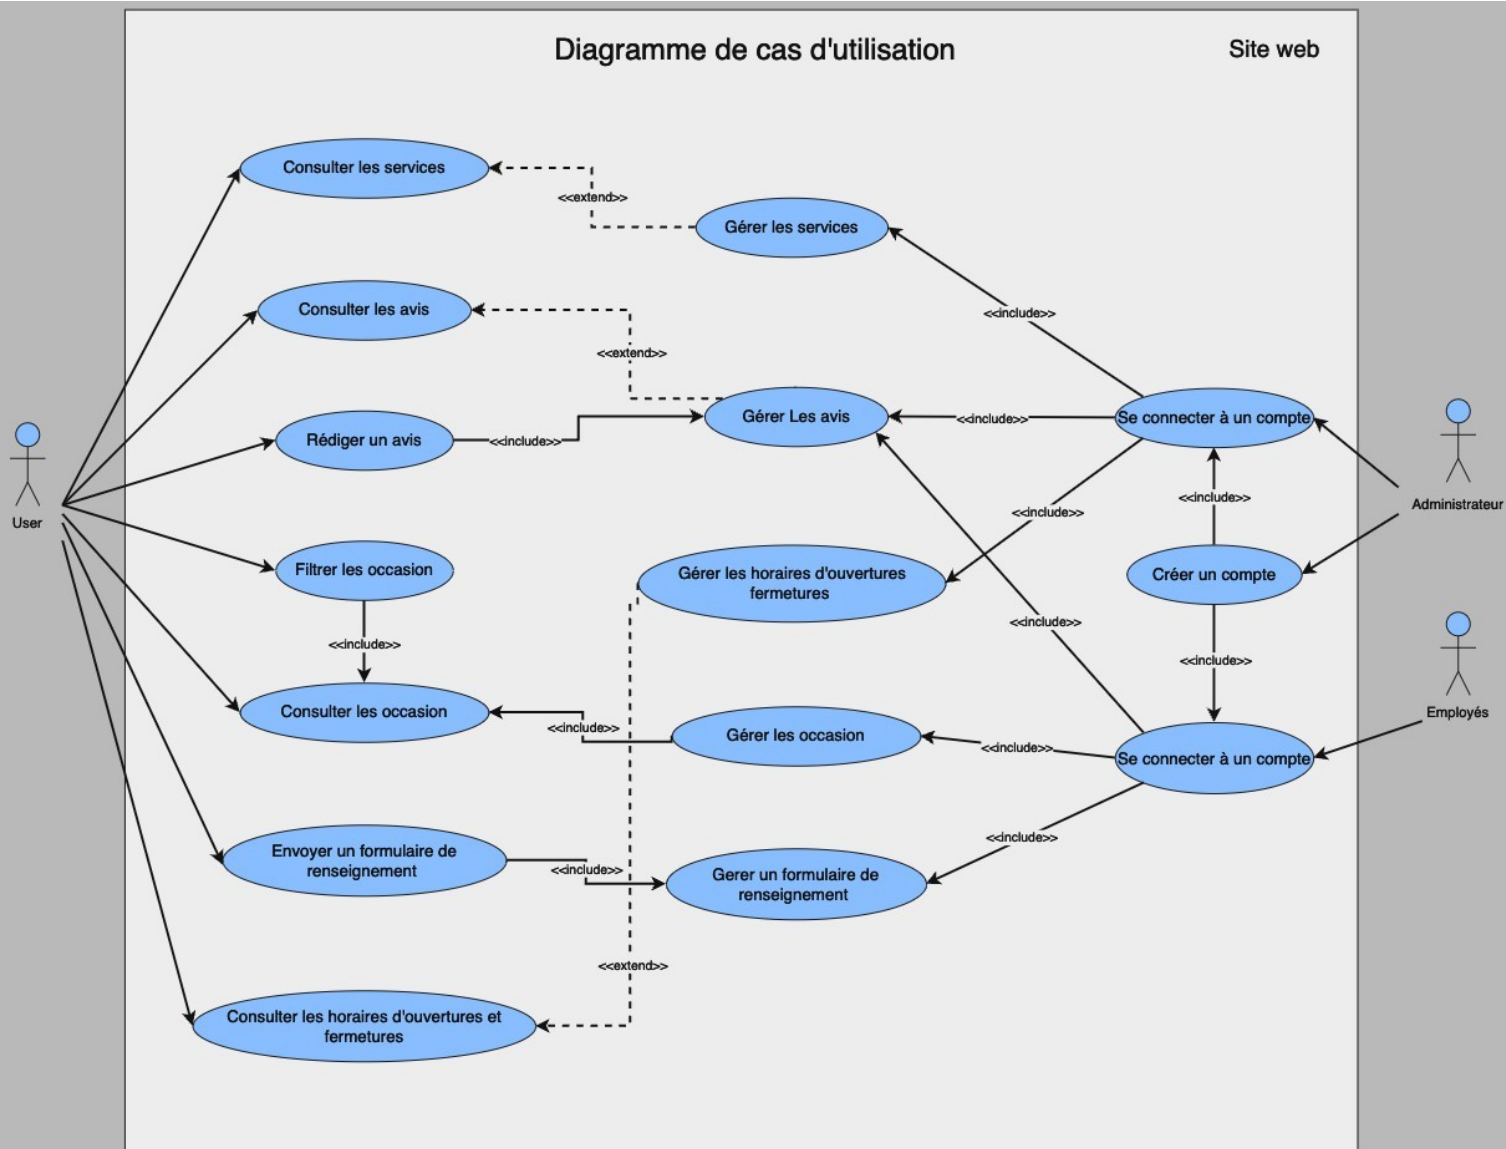 Diagramme de cas d'utilisation
Site web
Consulter les services
<<extend>>
Gérer les services
Consulter les avis
<<include>>
<<extend>>
Gérer Les avis
Se connecter à un compte
<<include>>
Rédiger un avis
<<include>>
User
Administrateur
<<include>>
<<include>>
Filtrer les occasion
Gérer les horaires d'ouvertures
fermetures
Créer un compte
<<include>>
<<include>>
<<include>>
Consulter les occasion
<<include>>
Gérer les occasion
<<include>>
Se connecter à un compte
Employés
<<include>>
Envoyer un formulaire de
renseignement
<<include>>
Gerer un formulaire de
renseignement
<<extend>>
Consulter les horaires d'ouvertures et
fermetures